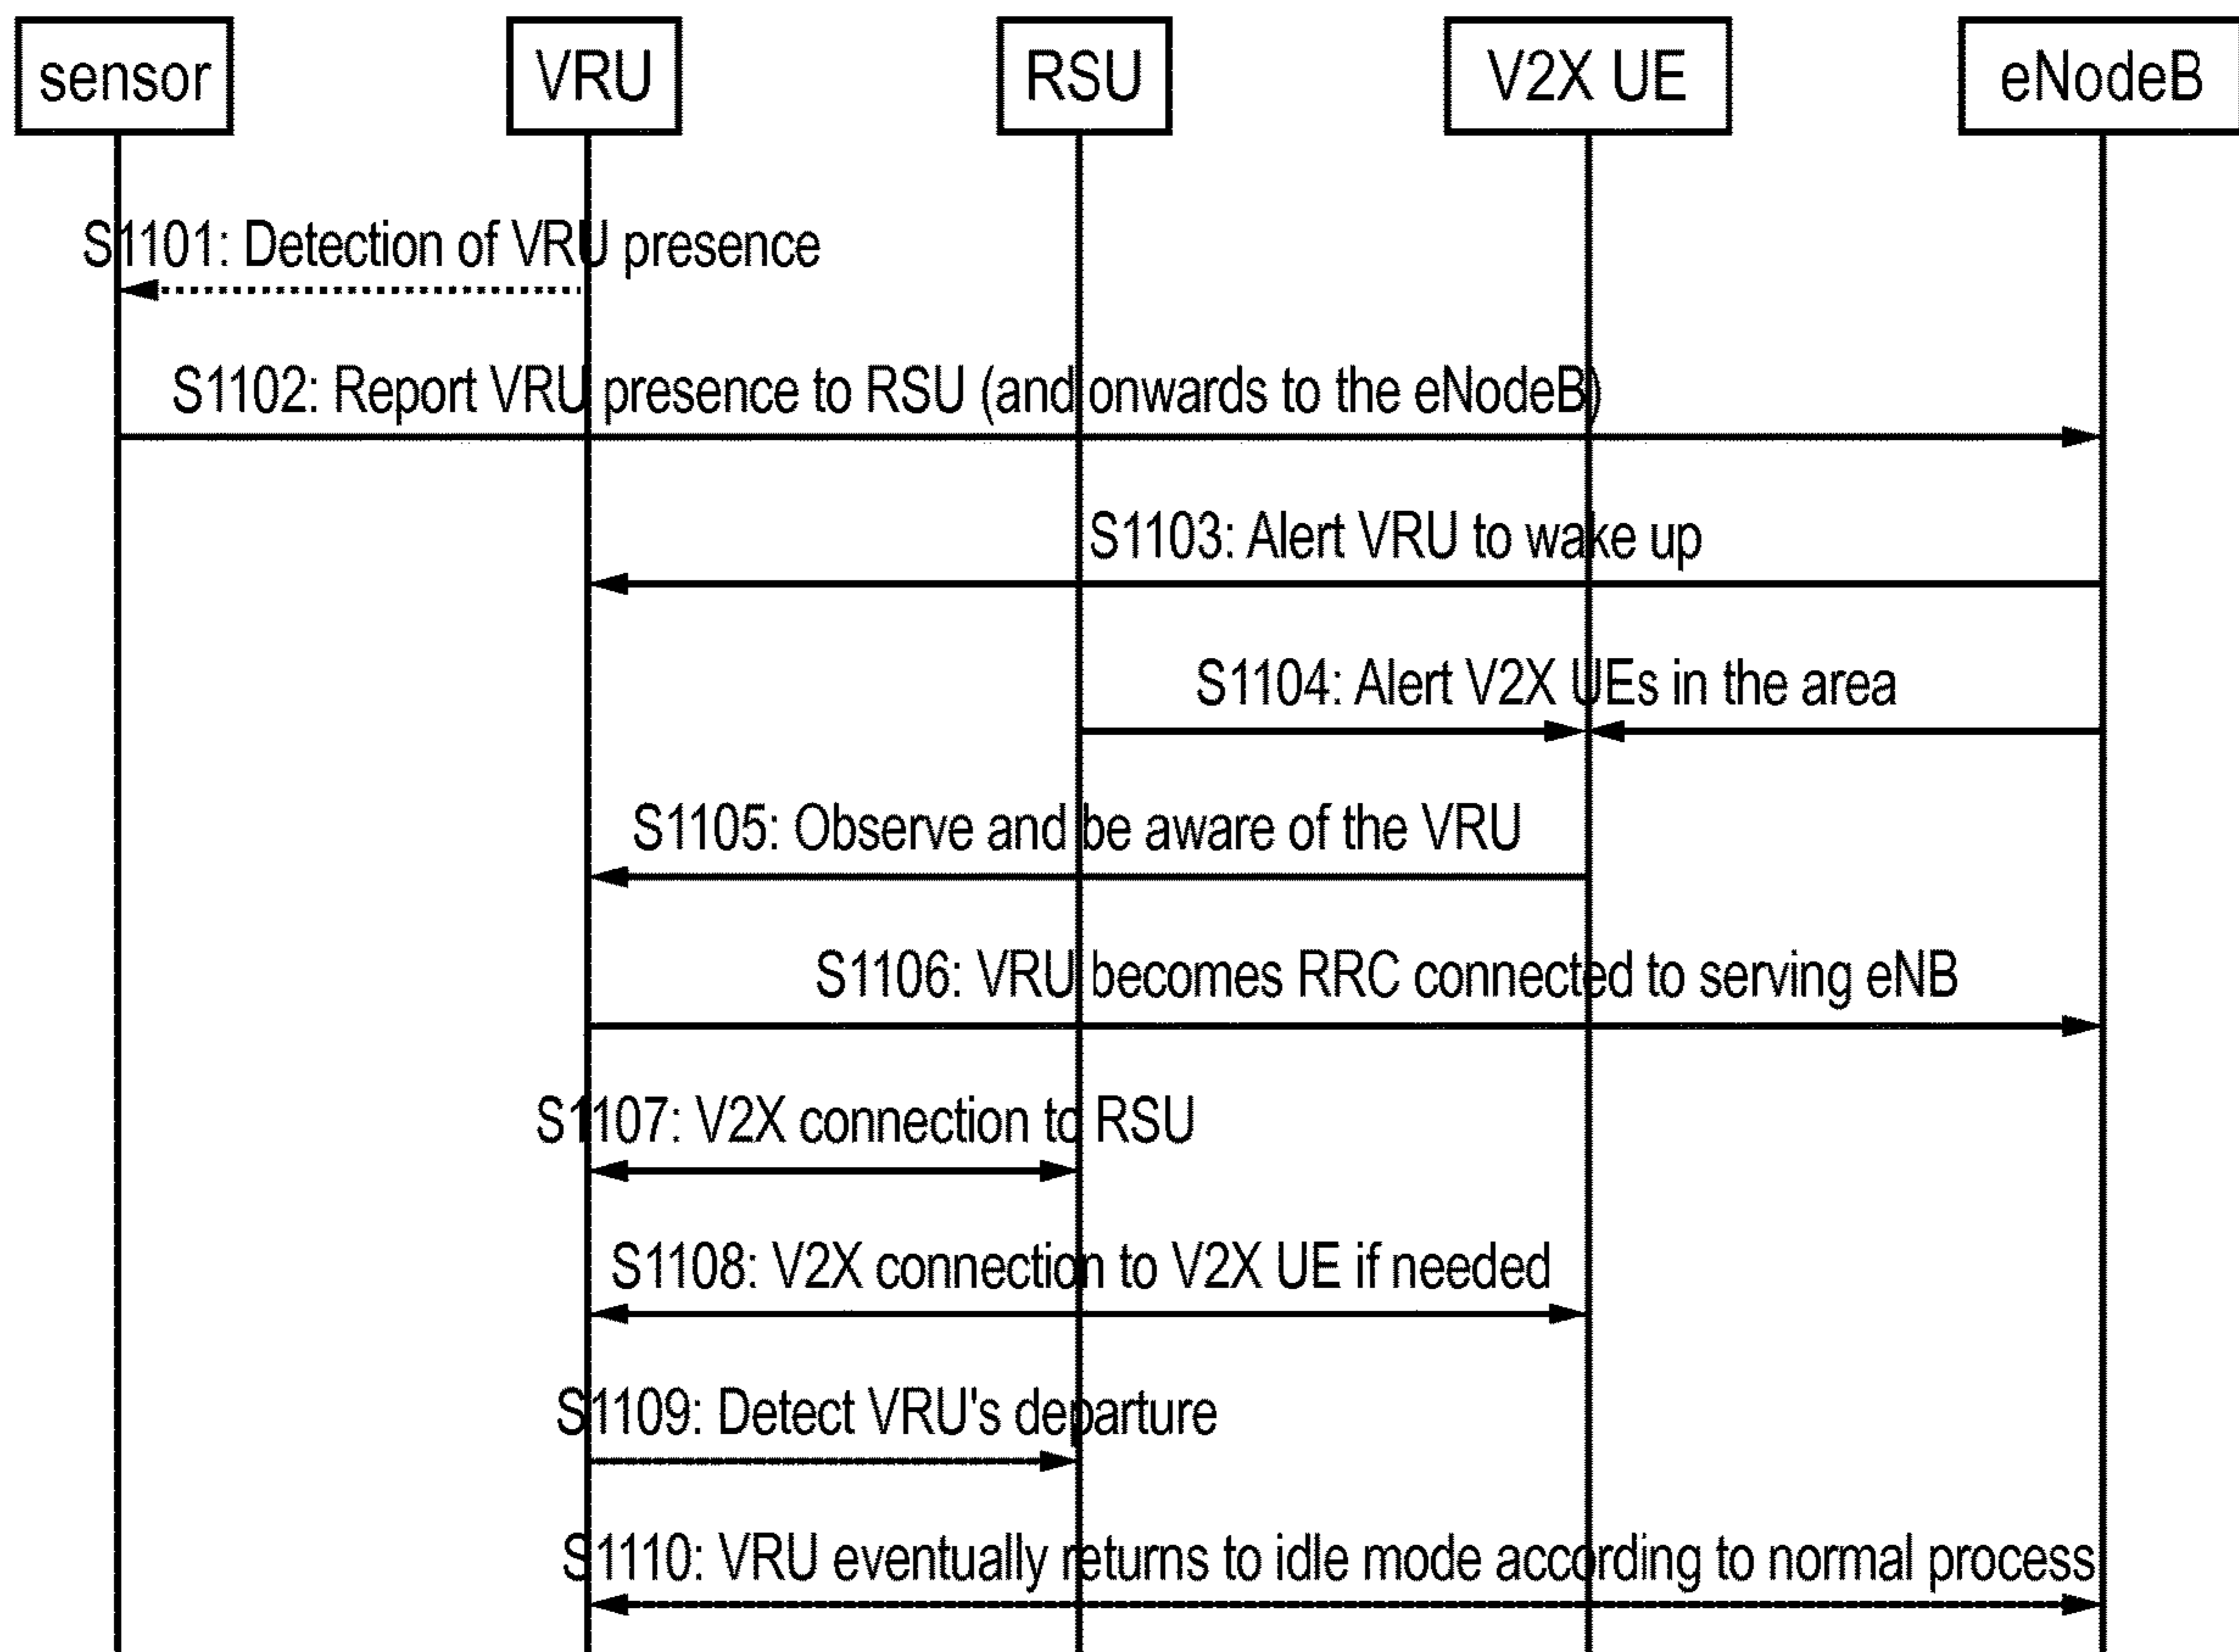 sensor
VRU
RSU
V2X UE
eNodeB
S1101: Detection of VRU presence
S1102: Report VRU presence to RSU (and onwards to the eNodeB)
S1103: Alert VRU to wake up
S1104: Alert V2X UEs in the area
S1105: Observe and be aware of the VRU
S1106: VRU becomes RRC connected to serving eNB
S1107: V2X connection to RSU
S1108: V2X connection to V2X UE if needed
S1109: Detect VRU's departure
S1110: VRU eventually returns to idle mode according to normal process